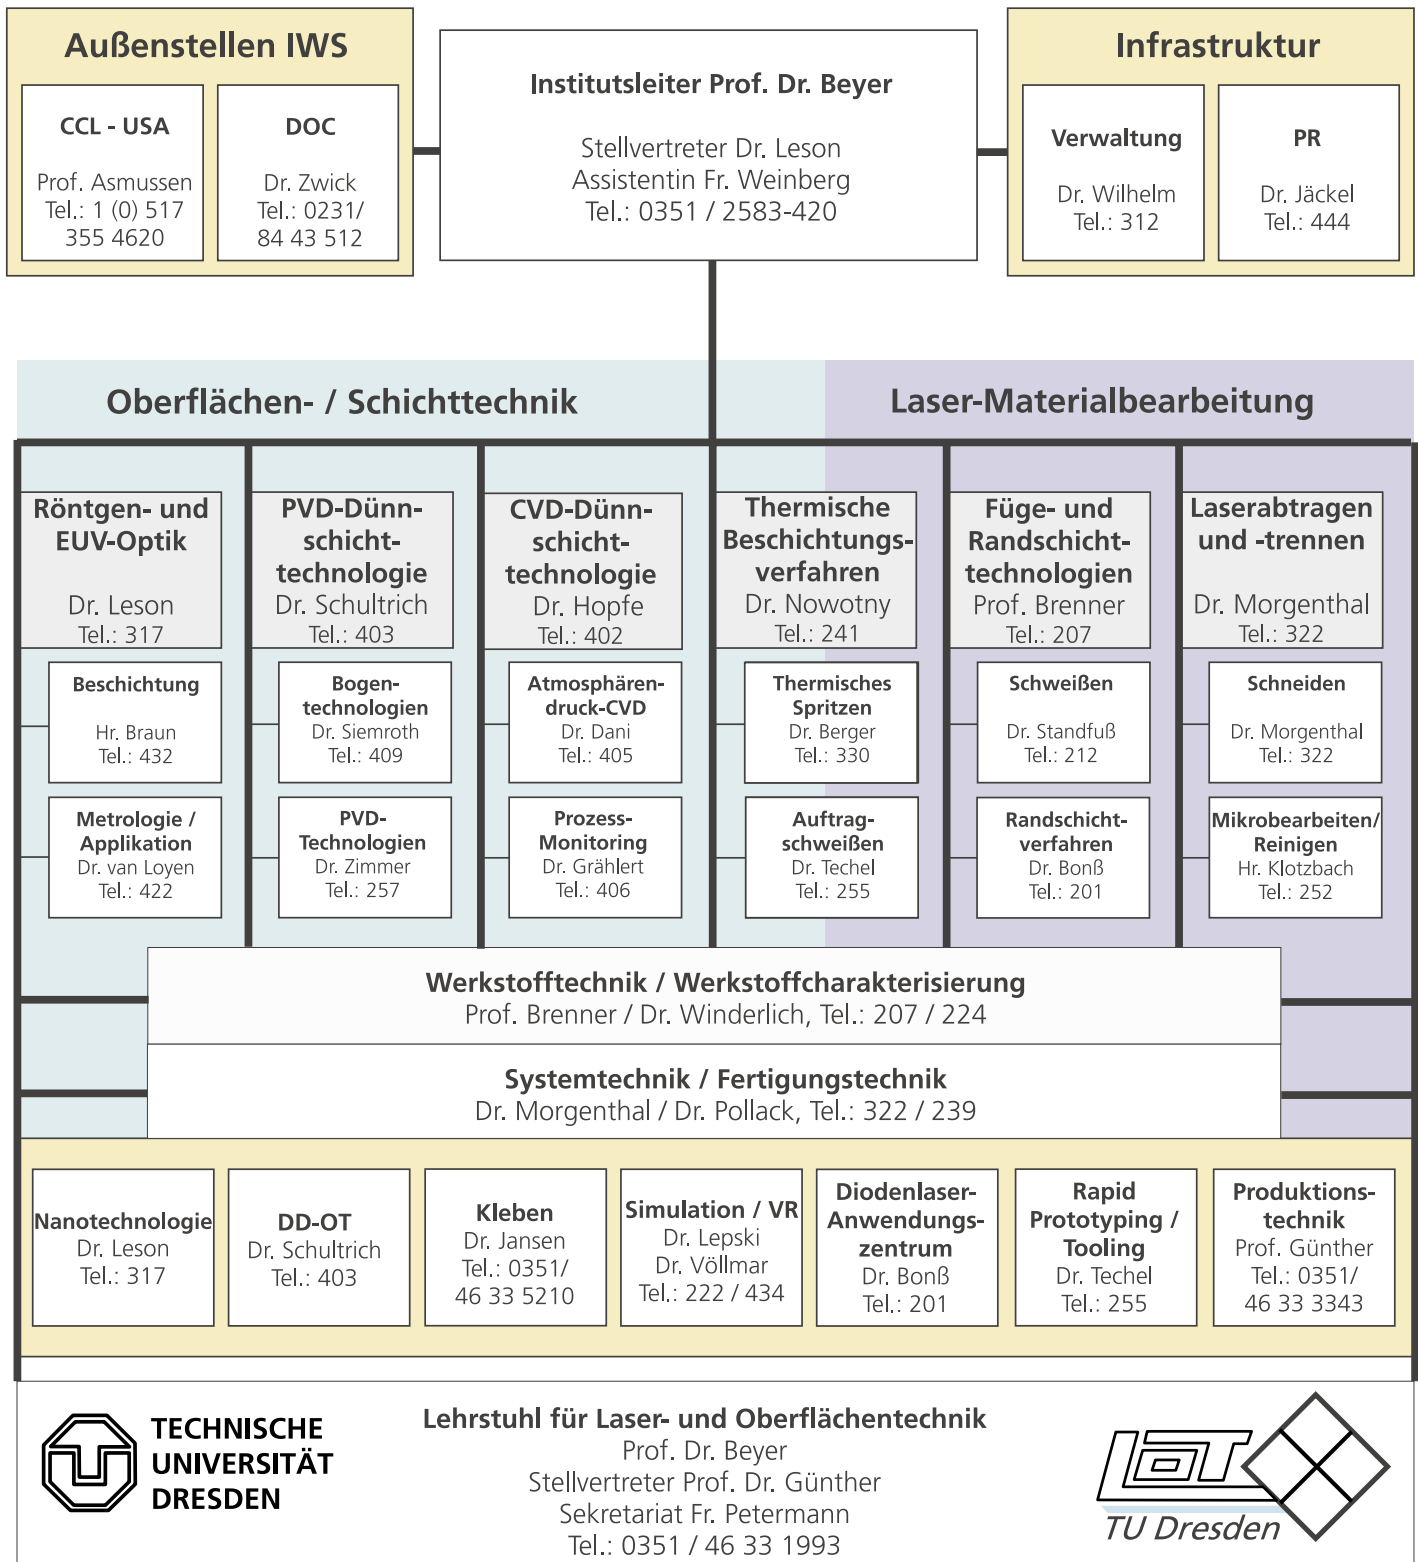 Außenstellen IWS
CCL - USA
Prof. Asmussen
Tel.: 1 (0) 517
355 4620
DOC
Dr. Zwick
Tel.: 0231/
84 43 512
Institutsleiter Prof. Dr. Beyer
Stellvertreter Dr. Leson
Assistentin Fr. Weinberg
Tel.: 0351 / 2583-420
Infrastruktur
Verwaltung
Dr. Wilhelm
Tel.: 312
PR
Dr. Jäckel
Tel.: 444
Oberflächen- / Schichttechnik
Laser-Materialbearbeitung
Röntgen- und
EUV-Optik
Dr. Leson
Tel.: 317
PVD-Dünn-
schicht-
technologie
Dr. Schultrich
Tel.: 403
CVD-Dünn-
schicht-
technologie
Dr. Hopfe
Tel.: 402
Thermische
Beschichtungs-
verfahren
Dr. Nowotny
Tel.: 241
Füge- und
Randschicht-
technologien
Prof. Brenner
Tel.: 207
Laserabtragen
und -trennen
Dr. Morgenthal
Tel.: 322
Beschichtung
Hr. Braun
Tel.: 432
Bogen-
technologien
Dr. Siemroth
Tel.: 409
Atmosphären-
druck-CVD
Dr. Dani
Tel.: 405
Thermisches
Spritzen
Dr. Berger
Tel.: 330
Schweißen
Dr. Standfuß
Tel.: 212
Schneiden
Dr. Morgenthal
Tel.: 322
Metrologie /
Applikation
Dr. van Loyen
Tel.: 422
PVD-
Technologien
Dr. Zimmer
Tel.: 257
Prozess-
Monitoring
Dr. Grählert
Tel.: 406
Auftrag-
schweißen
Dr. Techel
Tel.: 255
Randschicht-
verfahren
Dr. Bonß
Tel.: 201
Mikrobearbeiten/
Reinigen
Hr. Klotzbach
Tel.: 252
Werkstofftechnik / Werkstoffcharakterisierung
Prof. Brenner / Dr. Winderlich, Tel.: 207 / 224
Systemtechnik / Fertigungstechnik
Dr. Morgenthal / Dr. Pollack, Tel.: 322 / 239
Nanotechnologie
Dr. Leson
Tel.: 317
DD-OT
Dr. Schultrich
Tel.: 403
Kleben
Dr. Jansen
Tel.: 0351/
46 33 5210
Simulation / VR
Dr. Lepski
Dr. Völlmar
Tel.: 222 / 434
Diodenlaser-
Anwendungs-
zentrum
Dr. Bonß
Tel.: 201
Rapid
Prototyping /
Tooling
Dr. Techel
Tel.: 255
Produktions-
technik
Prof. Günther
Tel.: 0351/
46 33 3343
TECHNISCHE
UNIVERSITÄT
DRESDEN
Lehrstuhl für Laser- und Oberflächentechnik
Prof. Dr. Beyer
Stellvertreter Prof. Dr. Günther
Sekretariat Fr. Petermann
Tel.: 0351 / 46 33 1993
LOT
TU Dresden